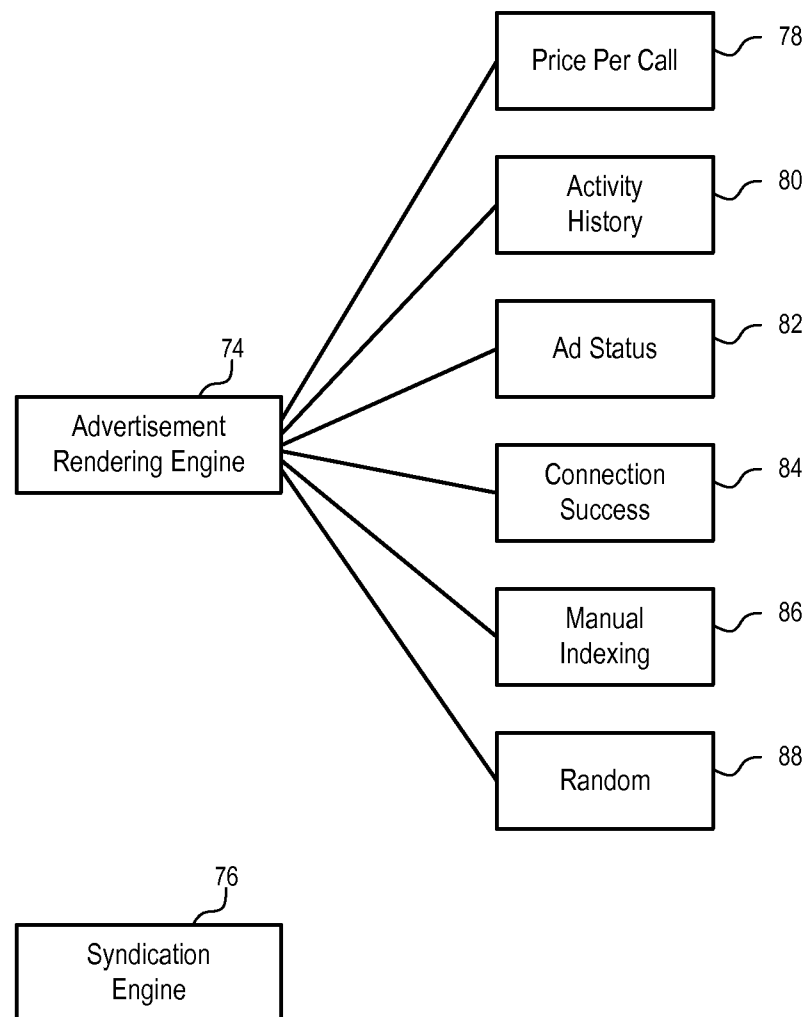 Price Per Call
78
Activity
History
80
Ad Status
82
74
Advertisement
Rendering Engine
Connection
Success
84
Manual
Indexing
86
Random
88
76
Syndication
Engine